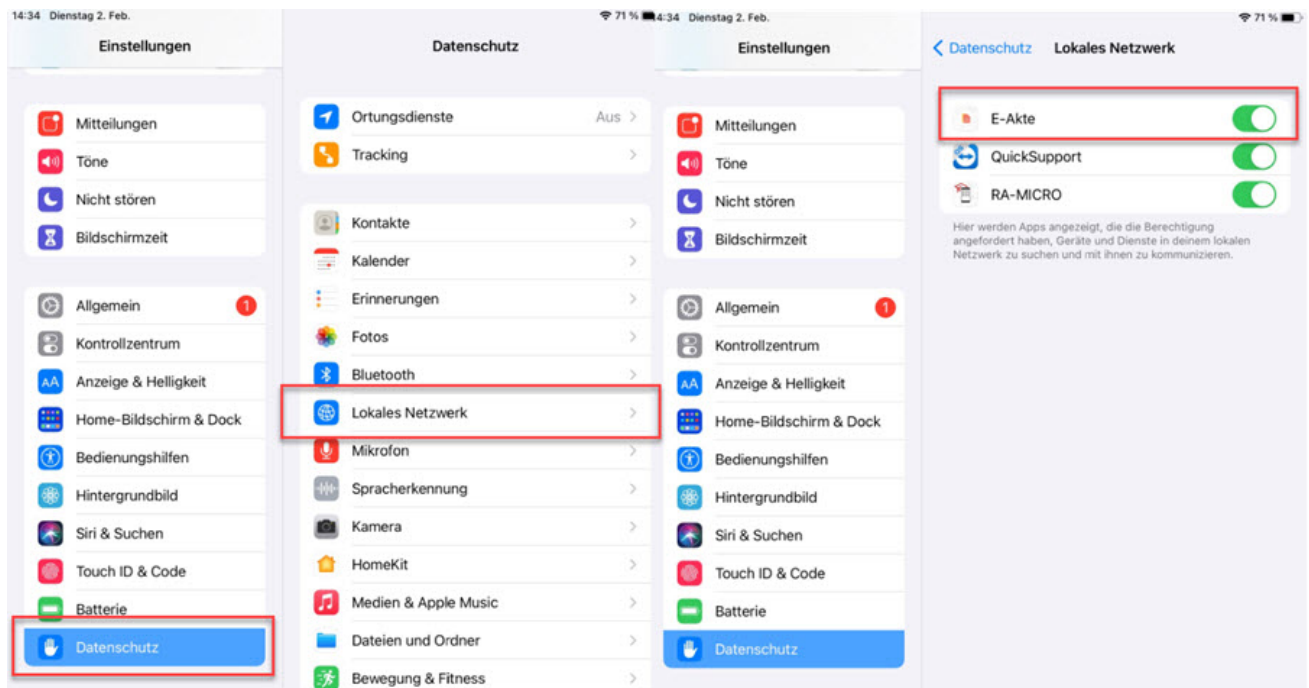 14:34 Dienstag 2. Feb.
71 %
Einstellungen
Mitteilungen
Töne
Nicht stören
Bildschirmzeit
Allgemein
1
Kontrollzentrum
Anzeige & Helligkeit
Home-Bildschirm & Dock
Bedienungshilfen
Hintergrundbild
Siri & Suchen
Touch ID & Code
Batterie
Datenschutz
Datenschutz
Ortungsdienste Aus
Tracking
Kontakte
Kalender
Erinnerungen
Fotos
Bluetooth
Lokales Netzwerk
Mikrofon
Spracherkennung
Kamera
HomeKit
Medien & Apple Music
Dateien und Ordner
Bewegung & Fitness
4:34 Dienstag 2. Feb.
71 %
Einstellungen
Mitteilungen
Töne
Nicht stören
Bildschirmzeit
Allgemein
1
Kontrollzentrum
Anzeige & Helligkeit
Home-Bildschirm & Dock
Bedienungshilfen
Hintergrundbild
Siri & Suchen
Touch ID & Code
Batterie
Datenschutz
Datenschutz Lokales Netzwerk
E-Akte
QuickSupport
RA-MICRO
Hier werden Apps angezeigt, die die Berechtigung
angefordert haben, Geräte und Dienste in deinem lokalen
Netzwerk zu suchen und mit ihnen zu kommunizieren.